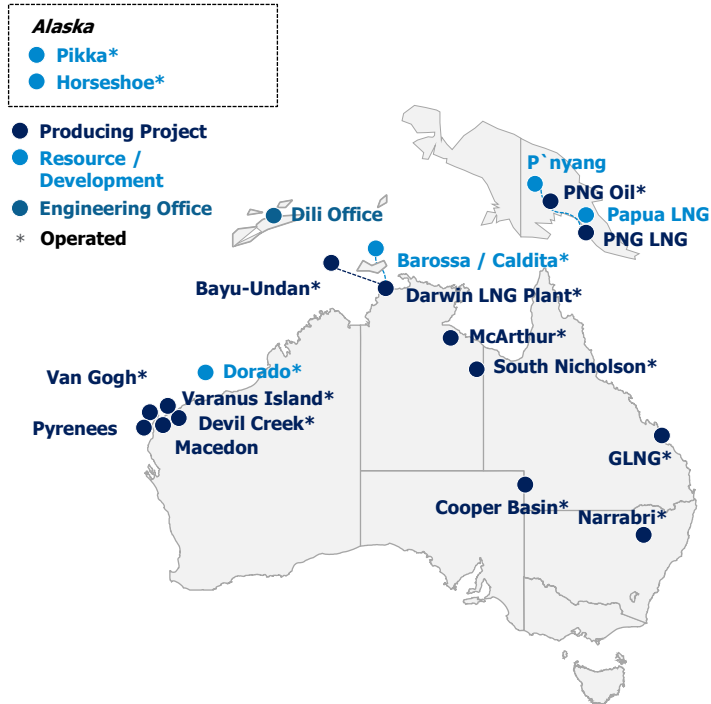 Alaska
Pikka*
Horseshoe*
Producing Project
Resource /
Development
Engineering Office
* Operated
P`nyang
PNG Oil*
Papua LNG
PNG LNG
Dili Office
Barossa / Caldita*
Bayu-Undan*
Darwin LNG Plant*
McArthur*
South Nicholson*
Van Gogh*
Dorado*
Varanus Island*
Devil Creek*
Pyrenees
Macedon
GLNG*
Cooper Basin*
Narrabri*